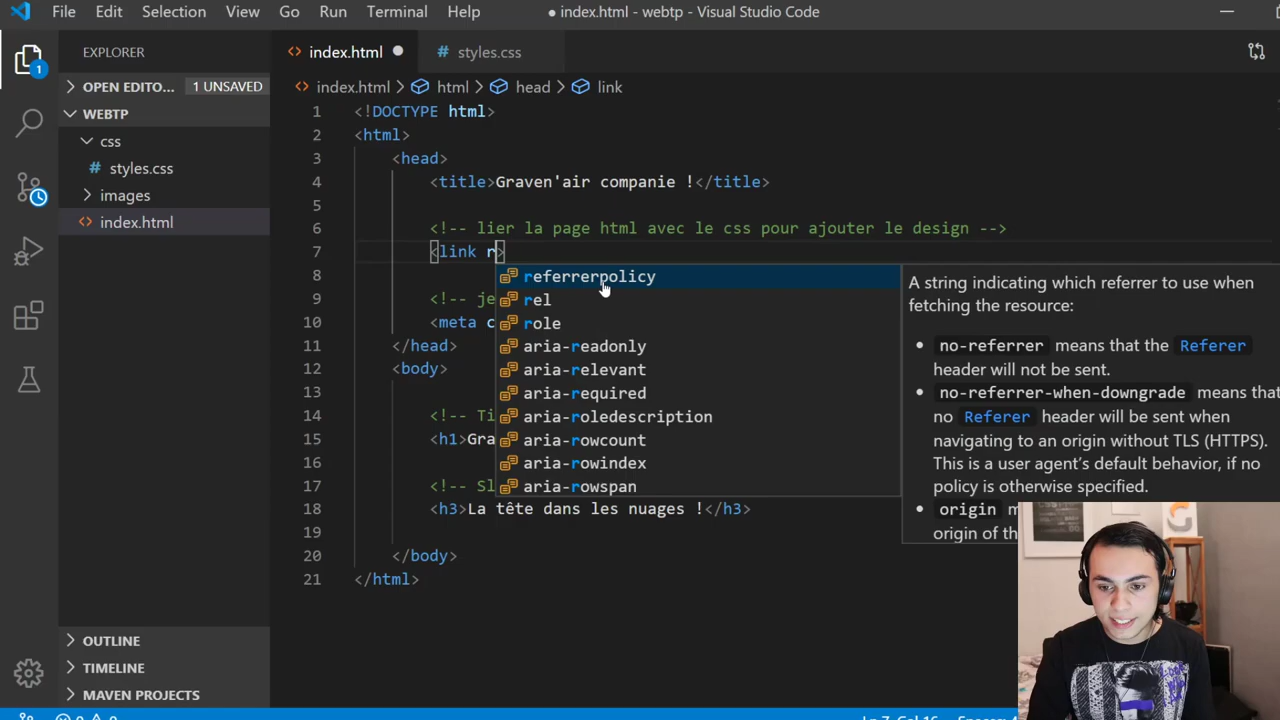 File Edit Selection View Go Run Terminal Help ● index.html - webtp - Visual Studio Code
EXPLORER
OPEN EDITO... 1 UNSAVED
WEBTP
css
# styles.css
images
<> index.html
OUTLINE
TIMELINE
MAVEN PROJECTS
1
<> index.html ● # styles.css
<> index.html > html > head > link
1 <!DOCTYPE html>
2 <html>
3 <head>
4 <title>Graven'air companie !</title>
5
6 <!-- lier la page html avec le css pour ajouter le design -->
7 <link r>
8
9 <!-- je
10 <meta c
11 </head>
12 <body>
13
14 <!-- Ti
15 <h1>Gra
16
17 <!-- Sl
18 <h3>La tête dans les nuages !</h3>
19
20 </body>
21 </html>
referrerpolicy
rel
role
aria-readonly
aria-relevant
aria-required
aria-roledescription
aria-rowcount
aria-rowindex
aria-rowspan
A string indicating which referrer to use when
fetching the resource:
• no-referrer means that the Referer
header will not be sent.
• no-referrer-when-downgrade means that
no Referer header will be sent when
navigating to an origin without TLS (HTTPS).
This is a user agent's default behavior, if no
policy is otherwise specified.
• origin m
origin of th